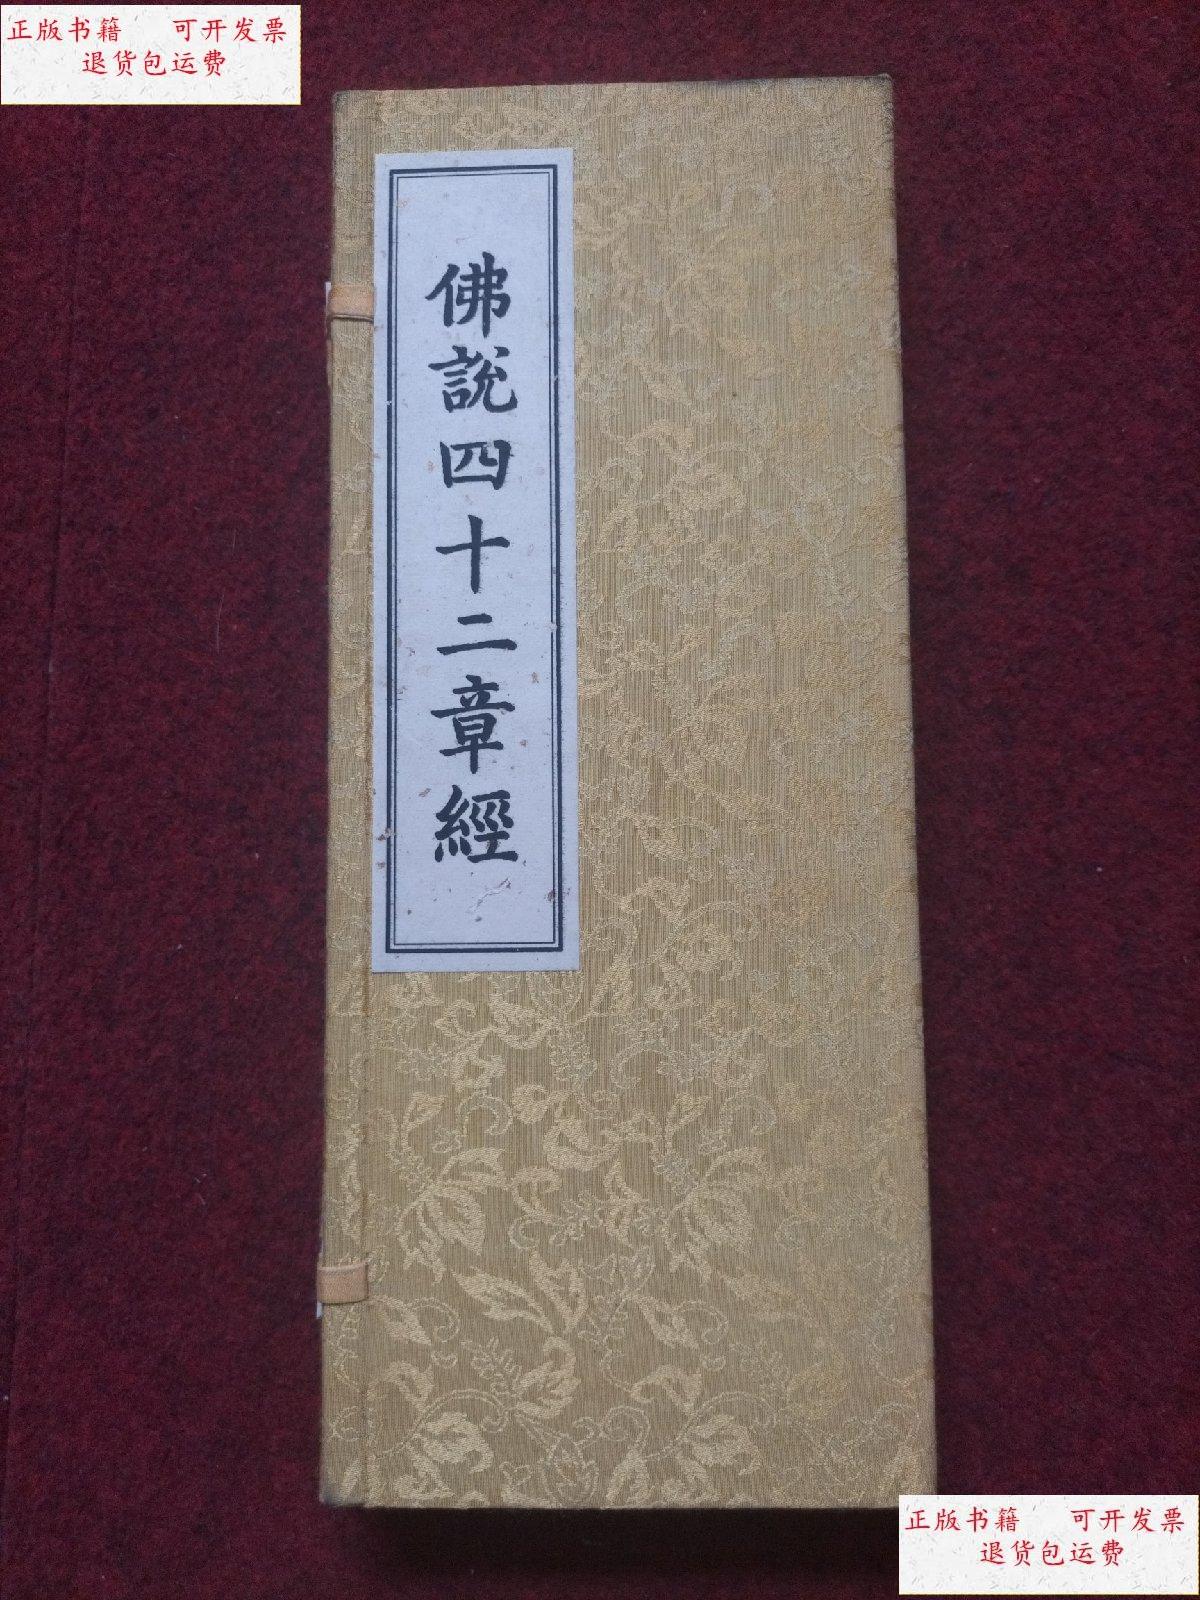 正版书籍 可开发票
退货包运费
佛說四十二章經
正版书籍 可开发票
退货包运费